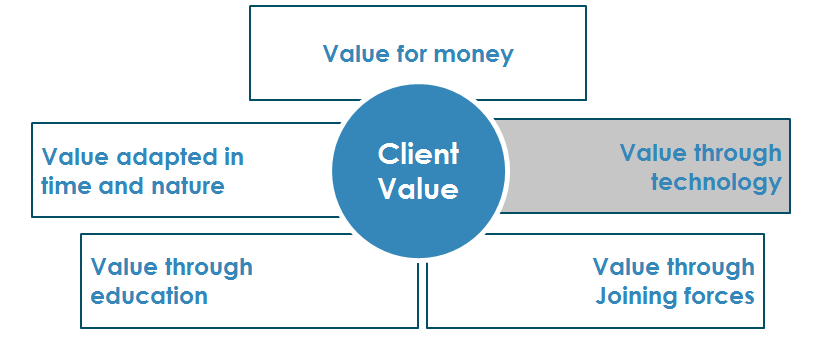 Value for money
Value adapted in
time and nature
Client
Value
Value through
technology
Value through
education
Value through
Joining forces